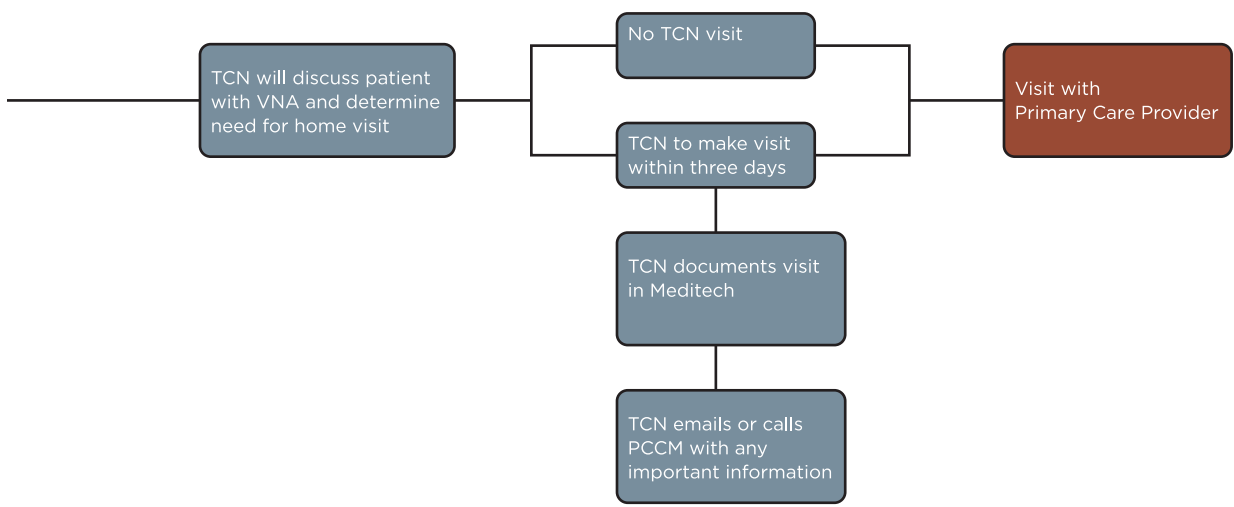 TCN will discuss patient
with VNA and determine
need for home visit
No TCN visit
TCN to make visit
within three days
TCN documents visit
in Meditech
TCN emails or calls
PCCM with any
important information
Visit with
Primary Care Provider